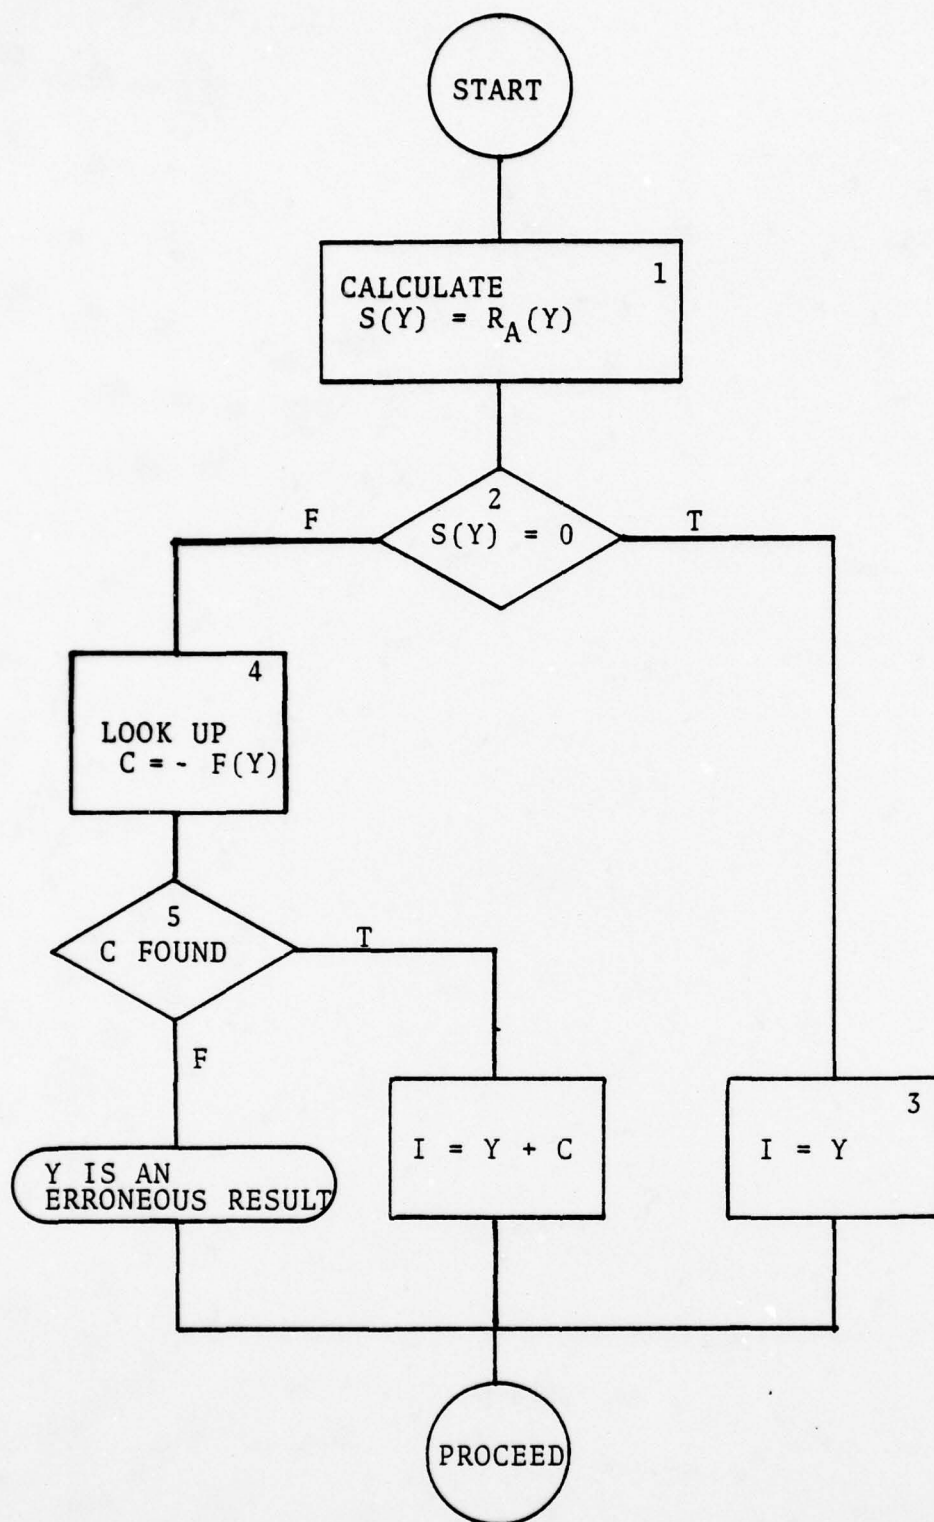 START
1
CALCULATE
S(Y) = R_A(Y)
2
S(Y) = 0
F
T
4
LOOK UP
C = - F(Y)
5
C FOUND
T
F
Y IS AN
ERRONEOUS RESULT
I = Y + C
3
I = Y
PROCEED